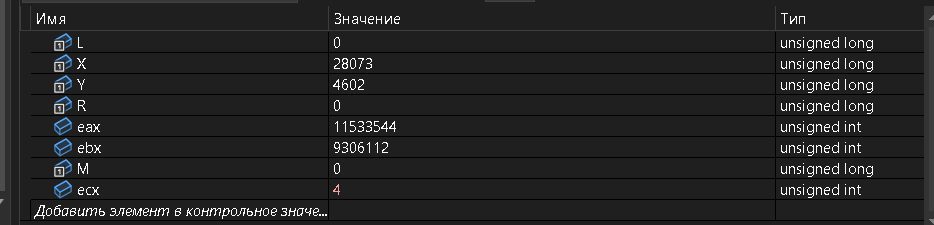 Имя Значение Тип
L 0 unsigned long
X 28073 unsigned long
Y 4602 unsigned long
R 0 unsigned long
eax 11533544 unsigned int
ebx 9306112 unsigned int
M 0 unsigned long
ecx 4 unsigned int
Добавить элемент в контрольное значе...